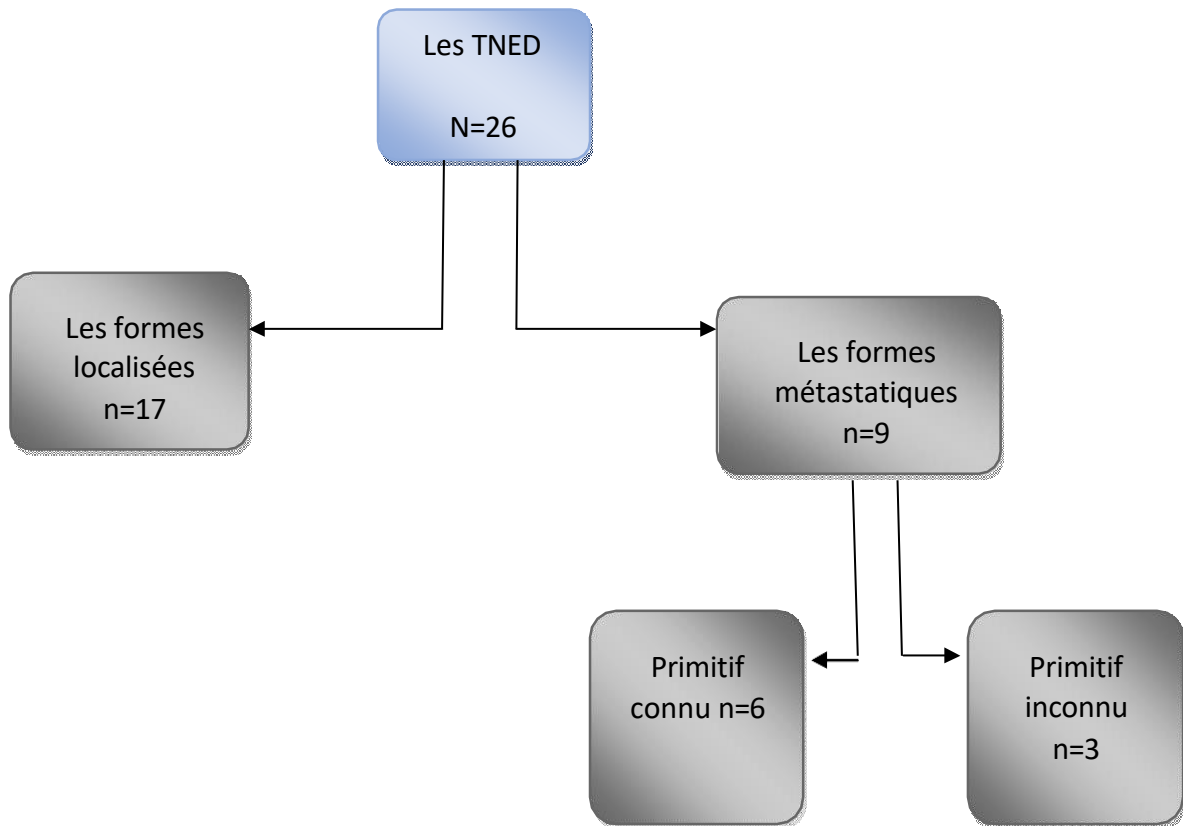 Les TNED
N=26
Les formes
localisées
n=17
Les formes
métastatiques
n=9
Primitif
connu n=6
Primitif
inconnu
n=3